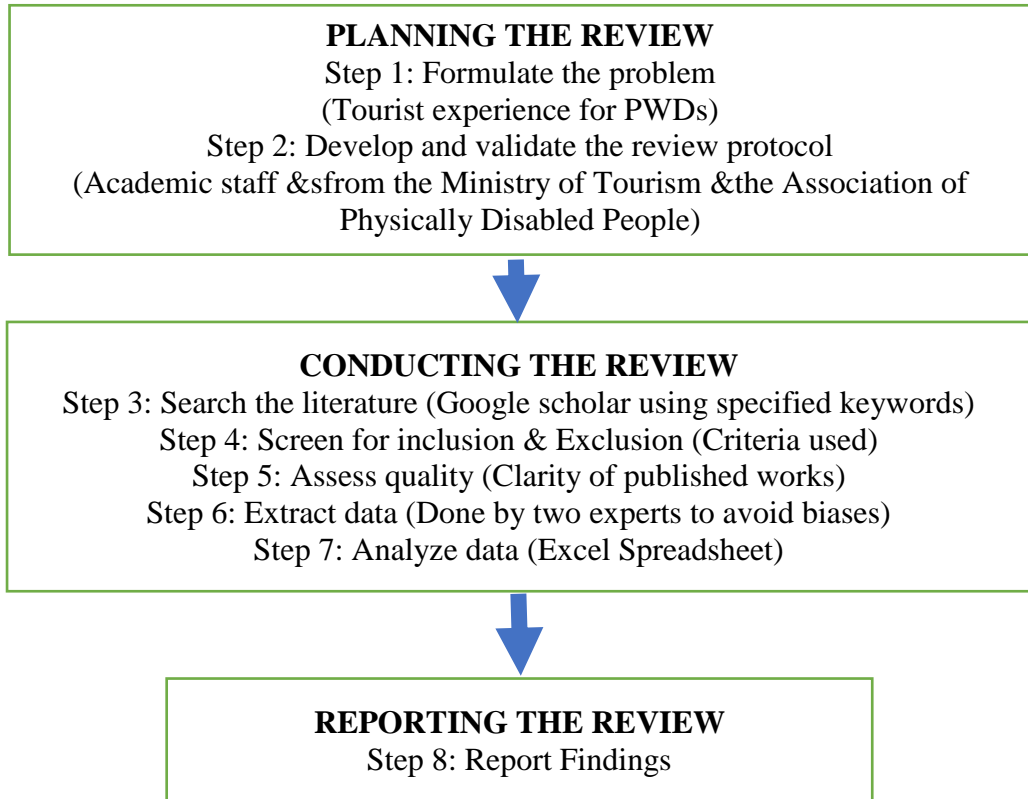 PLANNING THE REVIEW
Step 1: Formulate the problem
(Tourist experience for PWDs)
Step 2: Develop and validate the review protocol
(Academic staff &sfrom the Ministry of Tourism &the Association of
Physically Disabled People)
CONDUCTING THE REVIEW
Step 3: Search the literature (Google scholar using specified keywords)
Step 4: Screen for inclusion & Exclusion (Criteria used)
Step 5: Assess quality (Clarity of published works)
Step 6: Extract data (Done by two experts to avoid biases)
Step 7: Analyze data (Excel Spreadsheet)
REPORTING THE REVIEW
Step 8: Report Findings